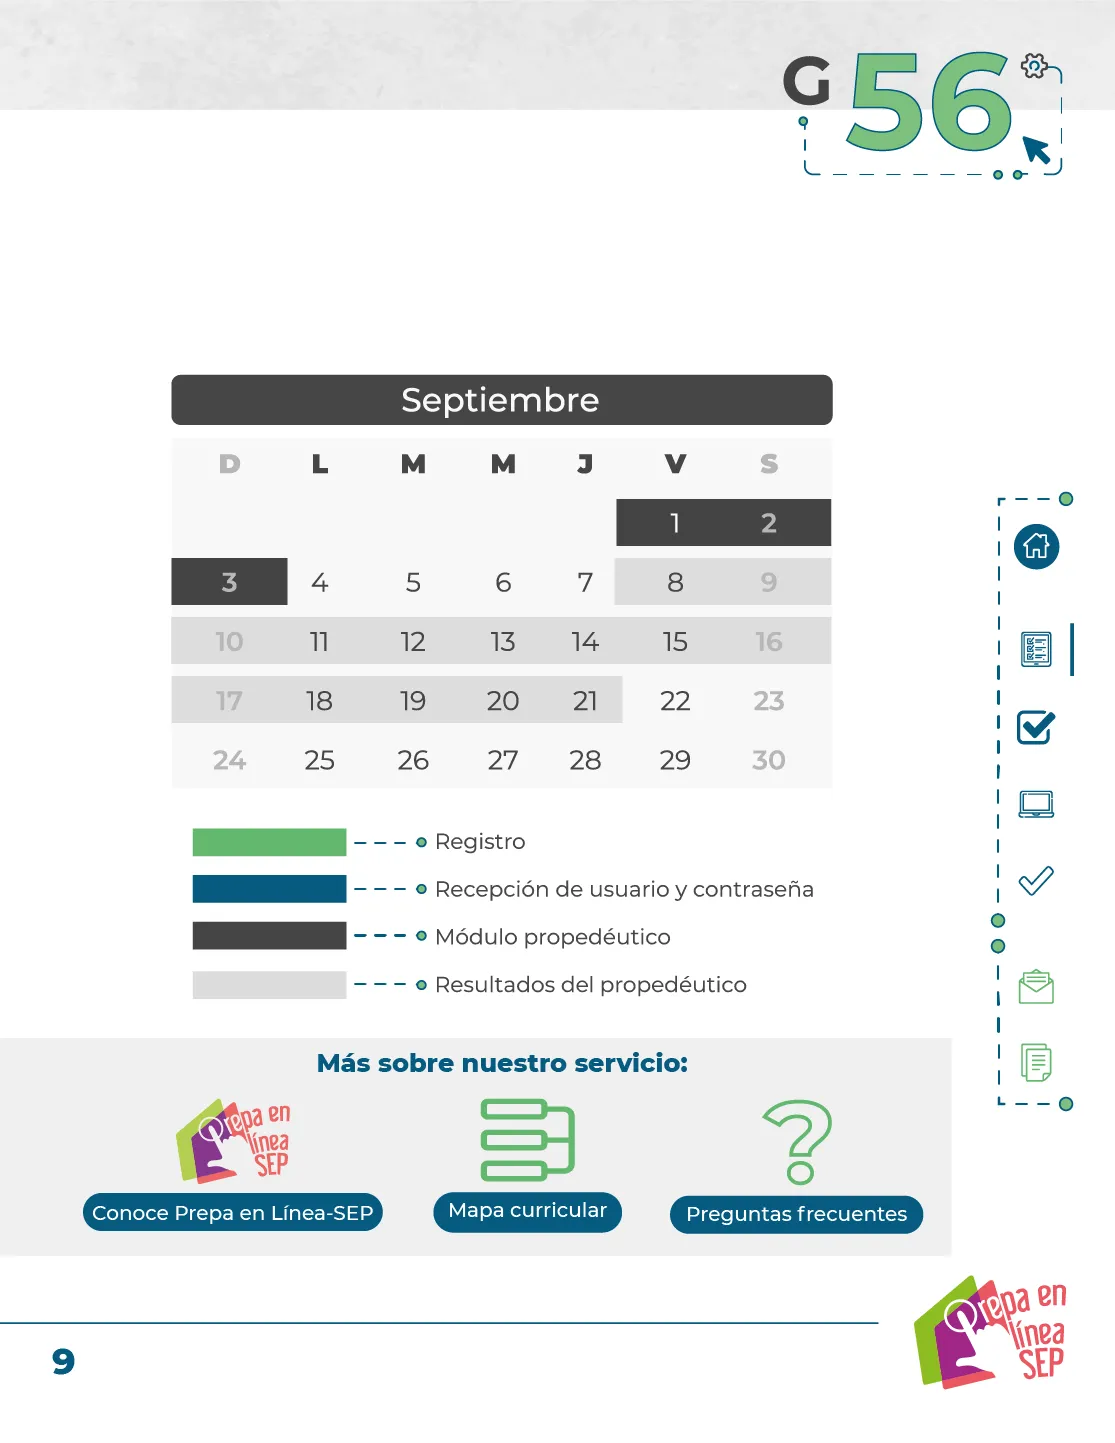 G 56
Septiembre
D L M M J V S
1 2
3 4 5 6 7 8 9
10 11 12 13 14 15 16
17 18 19 20 21 22 23
24 25 26 27 28 29 30
Registro
Recepción de usuario y contraseña
Módulo propedéutico
Resultados del propedéutico
Más sobre nuestro servicio:
Prepa en
línea
SEP
Conoce Prepa en Línea-SEP
Mapa curricular
?
Preguntas frecuentes
Prepa en
línea
SEP
9